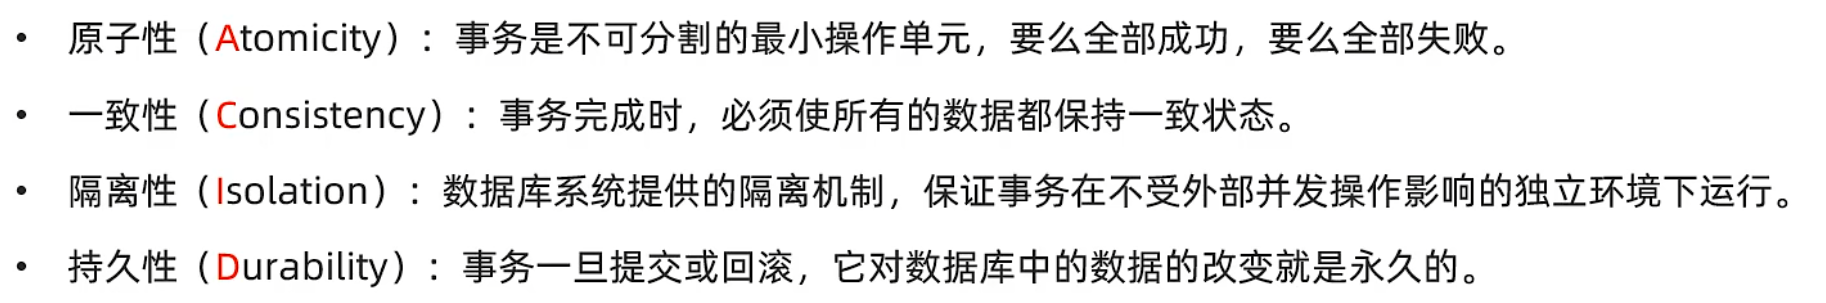 • 原子性（Atomicity）：事务是不可分割的最小操作单元，要么全部成功，要么全部失败。
• 一致性（Consistency）：事务完成时，必须使所有的数据都保持一致状态。
• 隔离性（Isolation）：数据库系统提供的隔离机制，保证事务在不受外部并发操作影响的独立环境下运行。
• 持久性（Durability）：事务一旦提交或回滚，它对数据库中的数据的改变就是永久的。